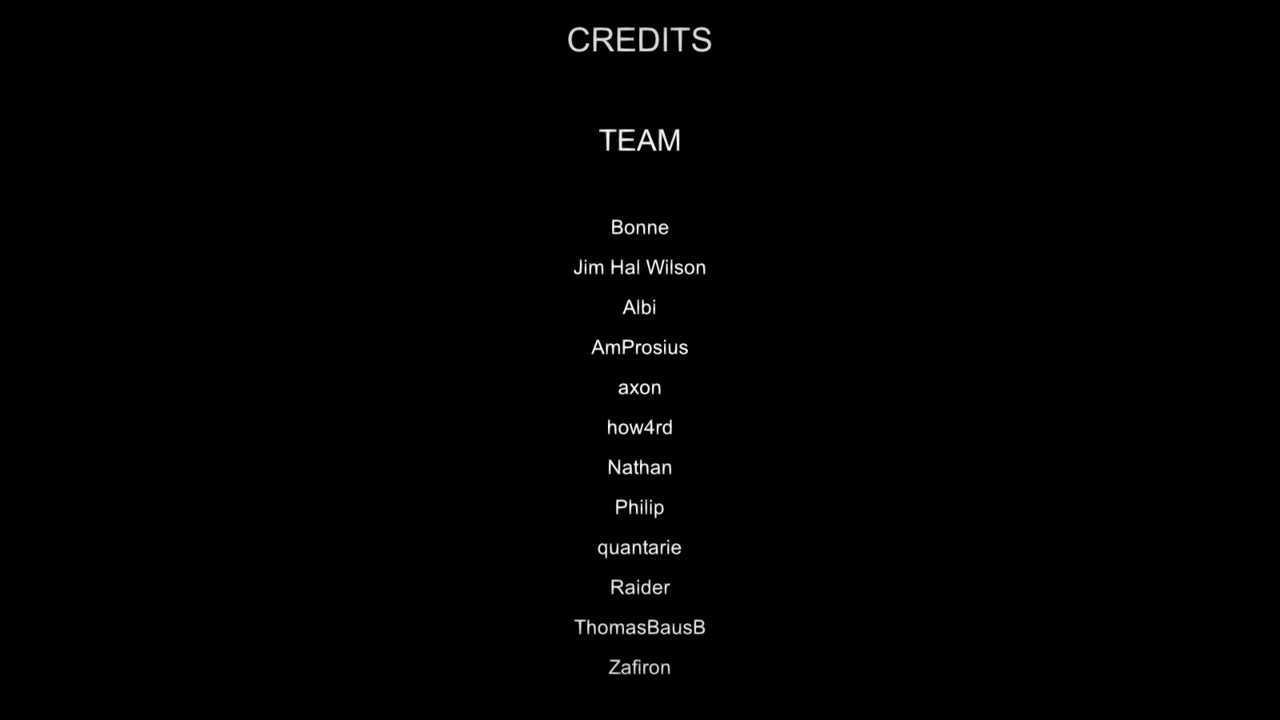 CREDITS
TEAM
Bonne
Jim Hal Wilson
Albi
AmProsius
axon
how4rd
Nathan
Philip
quantarie
Raider
ThomasBausB
Zafiron